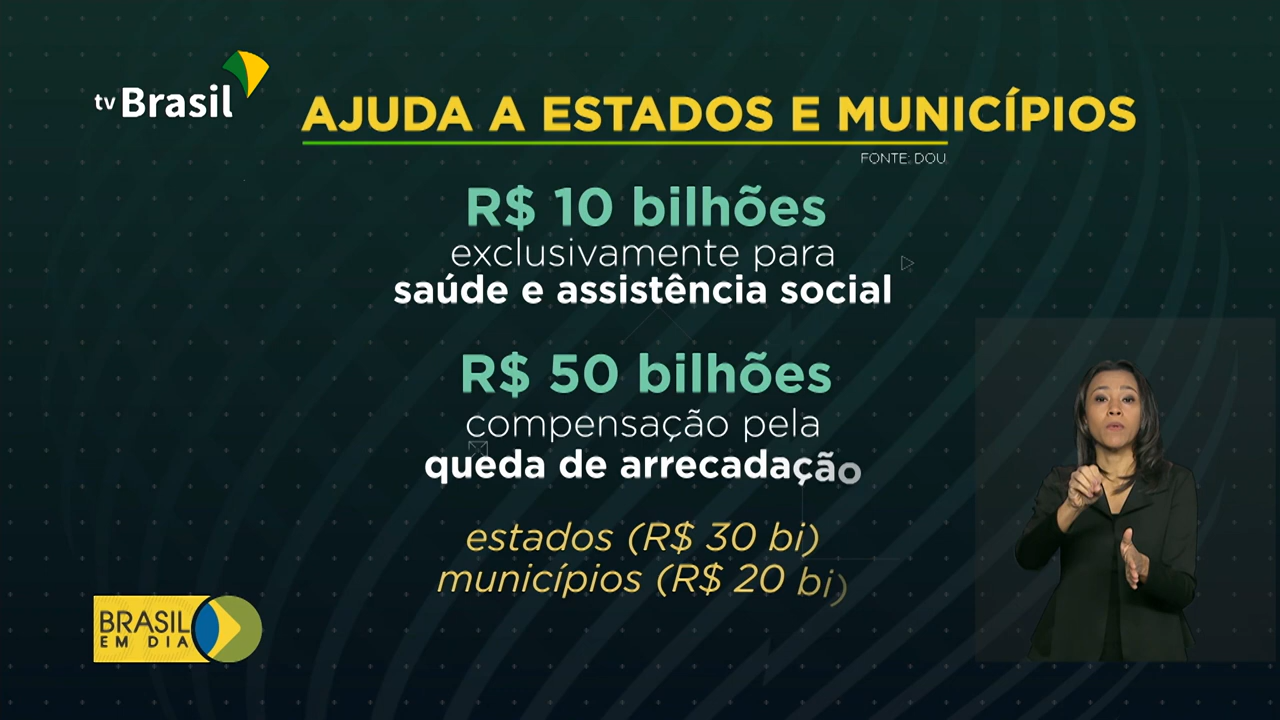 tv Brasil
AJUDA A ESTADOS E MUNICÍPIOS
FONTE: DOU
R$ 10 bilhões
exclusivamente para
saúde e assistência social
R$ 50 bilhões
compensação pela
queda de arrecadação
estados (R$ 30 bi)
municípios (R$ 20 bi)
BRASIL
EM DIA